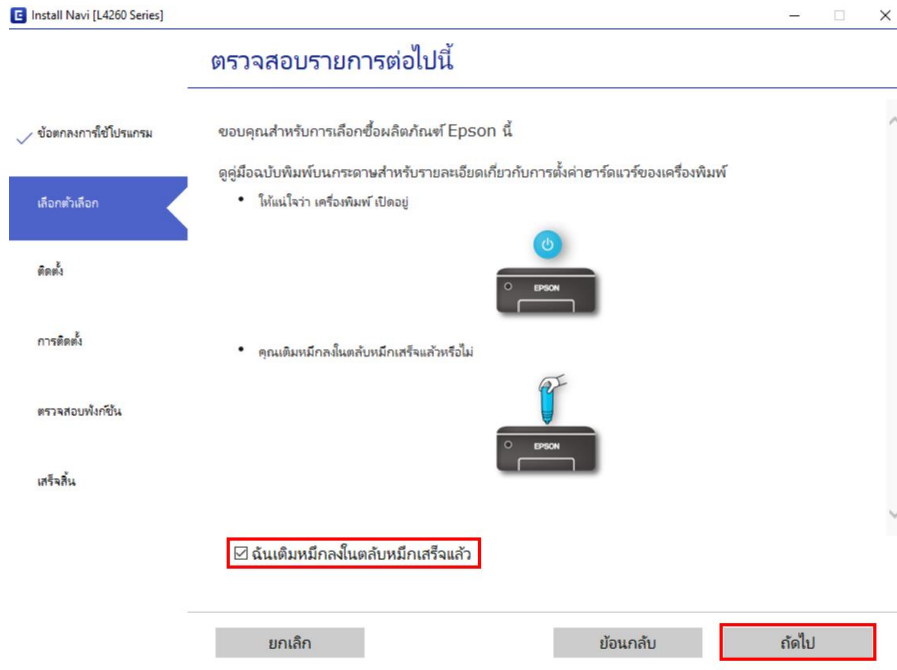 Install Navi [L4260 Series]
ตรวจสอบรายการต่อไปนี้
ข้อตกลงการใช้โปรแกรม
เลือกตัวเลือก
ติดตั้ง
การติดตั้ง
ตรวจสอบฟังก์ชัน
เสร็จสิ้น
ขอบคุณสำหรับการเลือกซื้อผลิตภัณฑ์ Epson นี้
ดูคู่มือฉบับพิมพ์บนกระดาษสำหรับรายละเอียดเกี่ยวกับการตั้งค่าฮาร์ดแวร์ของเครื่องพิมพ์
• ให้แน่ใจว่า เครื่องพิมพ์ เปิดอยู่
EPSON
• คุณเติมหมึกลงในตลับหมึกเสร็จแล้วหรือไม่
EPSON
ฉันเติมหมึกลงในตลับหมึกเสร็จแล้ว
ยกเลิก
ย้อนกลับ
ถัดไป